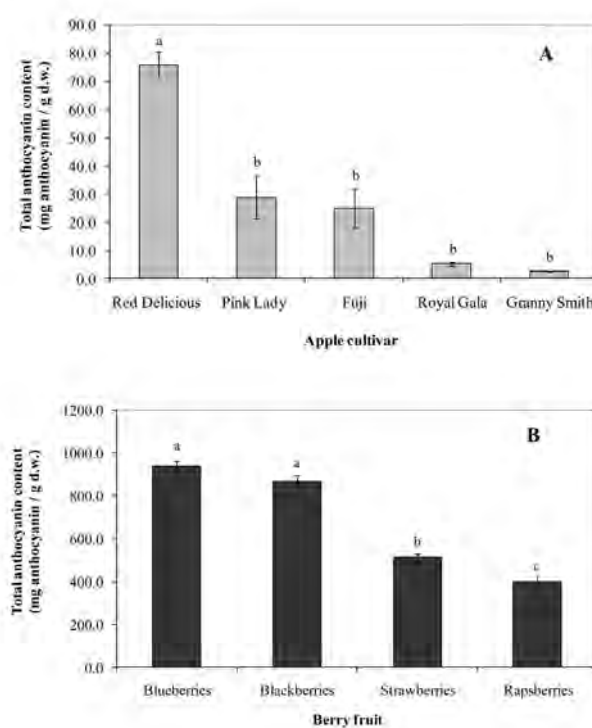 Total anthocyanin content
(mg anthocyanin / g d.w.)
90.0
80.0
70.0
60.0
50.0
40.0
30.0
20.0
10.0
0.0
A
a
b
b
b
b
Red Delicious Pink Lady Fuji Royal Gala Granny Smith
Apple cultivar
Total anthocyanin content
(mg anthocyanin / g d.w.)
1200.0
1000.0
800.0
600.0
400.0
200.0
0.0
B
a
a
b
c
Blueberries Blackberries Strawberries Rapsberries
Berry fruit